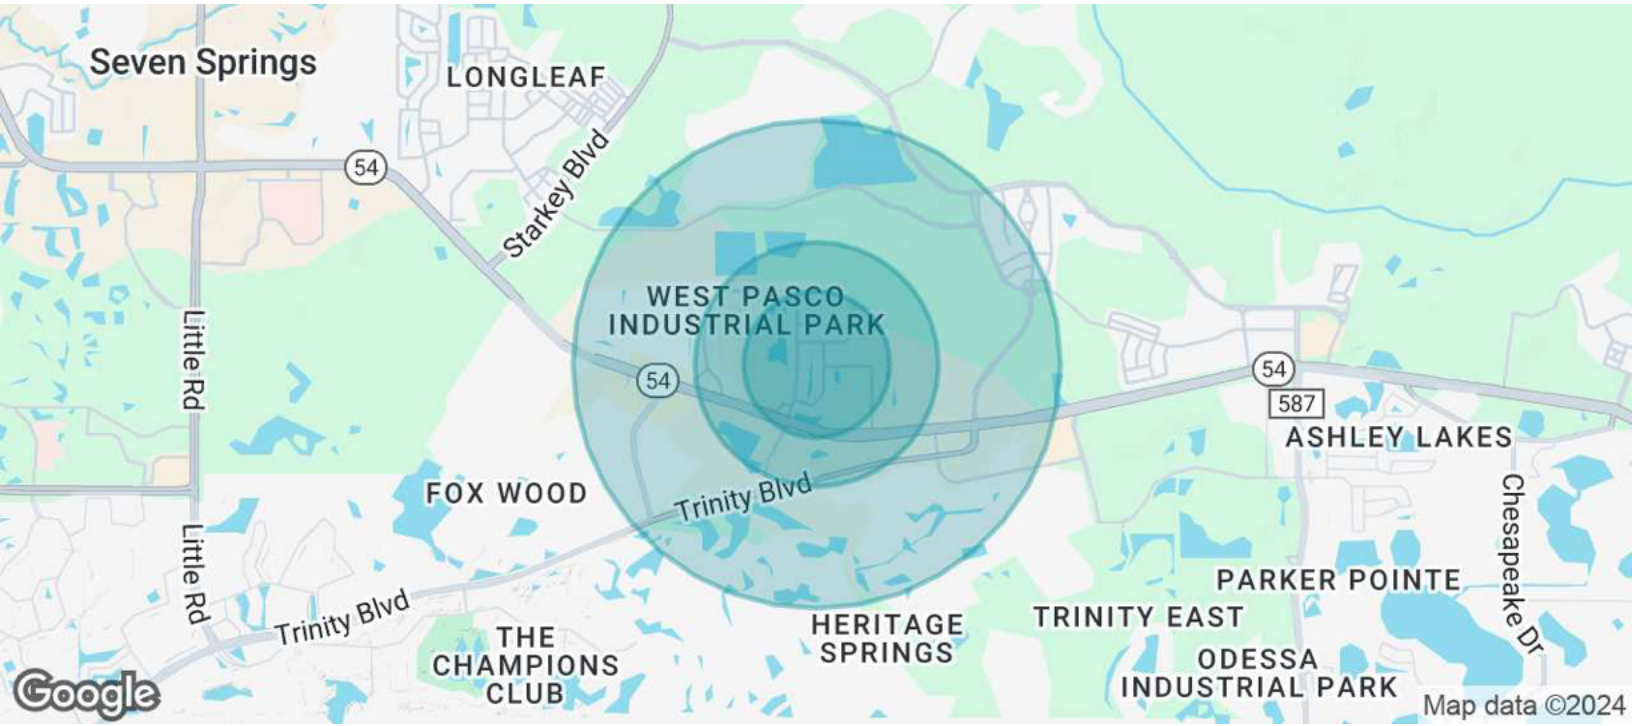 Seven Springs
LONGLEAF
54
Starkey Blvd
WEST PASCO
INDUSTRIAL PARK
Little Rd
54
54
587
ASHLEY LAKES
FOX WOOD
Trinity Blvd
Chesapeake Dr
Little Rd
Trinity Blvd
PARKER POINTE
TRINITY EAST
HERITAGE
SPRINGS
THE
CHAMPIONS
CLUB
ODESSA
INDUSTRIAL PARK
Google
Map data ©2024